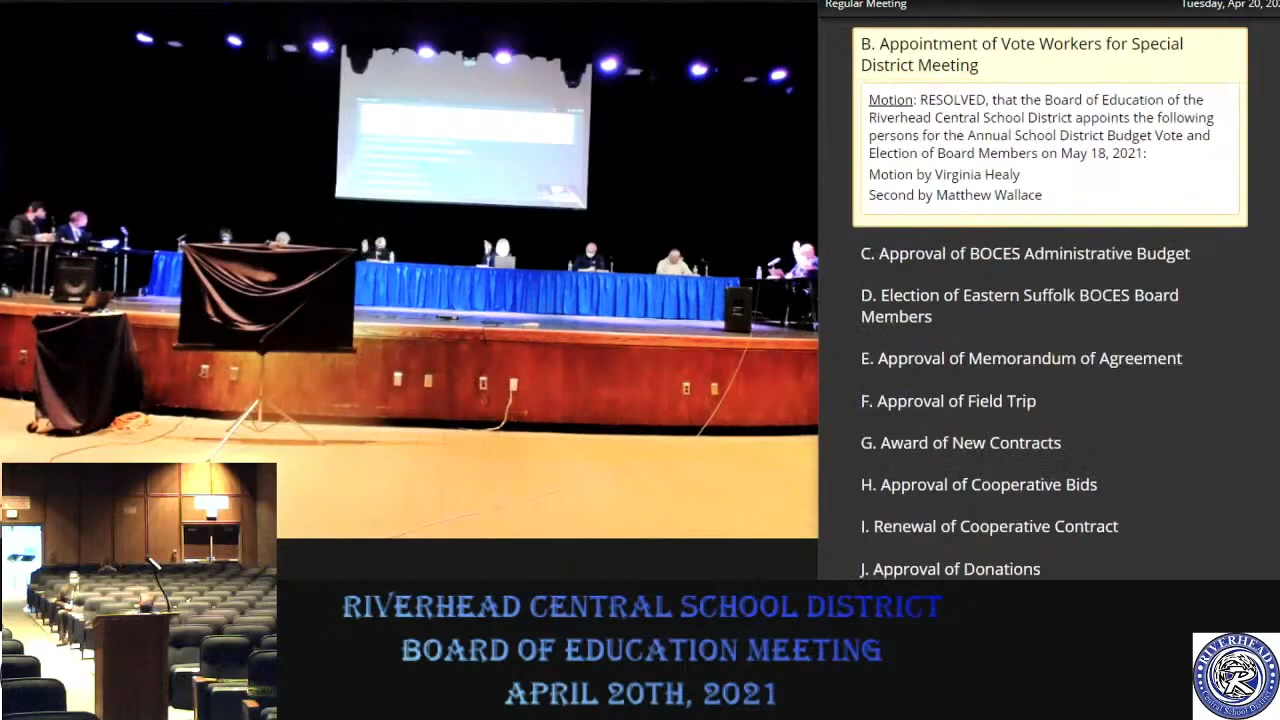 Regular Meeting
Tuesday, Apr 20,
B. Appointment of Vote Workers for Special
District Meeting
Motion: RESOLVED, that the Board of Education of the
Riverhead Central School District appoints the following
persons for the Annual School District Budget Vote and
Election of Board Members on May 18, 2021:
Motion by Virginia Healy
Second by Matthew Wallace
C. Approval of BOCES Administrative Budget
D. Election of Eastern Suffolk BOCES Board
Members
E. Approval of Memorandum of Agreement
F. Approval of Field Trip
G. Award of New Contracts
H. Approval of Cooperative Bids
I. Renewal of Cooperative Contract
J. Approval of Donations
RIVERHEAD CENTRAL SCHOOL DISTRICT
BOARD OF EDUCATION MEETING
APRIL 20TH, 2021
RIVERHEAD
R
Central School District